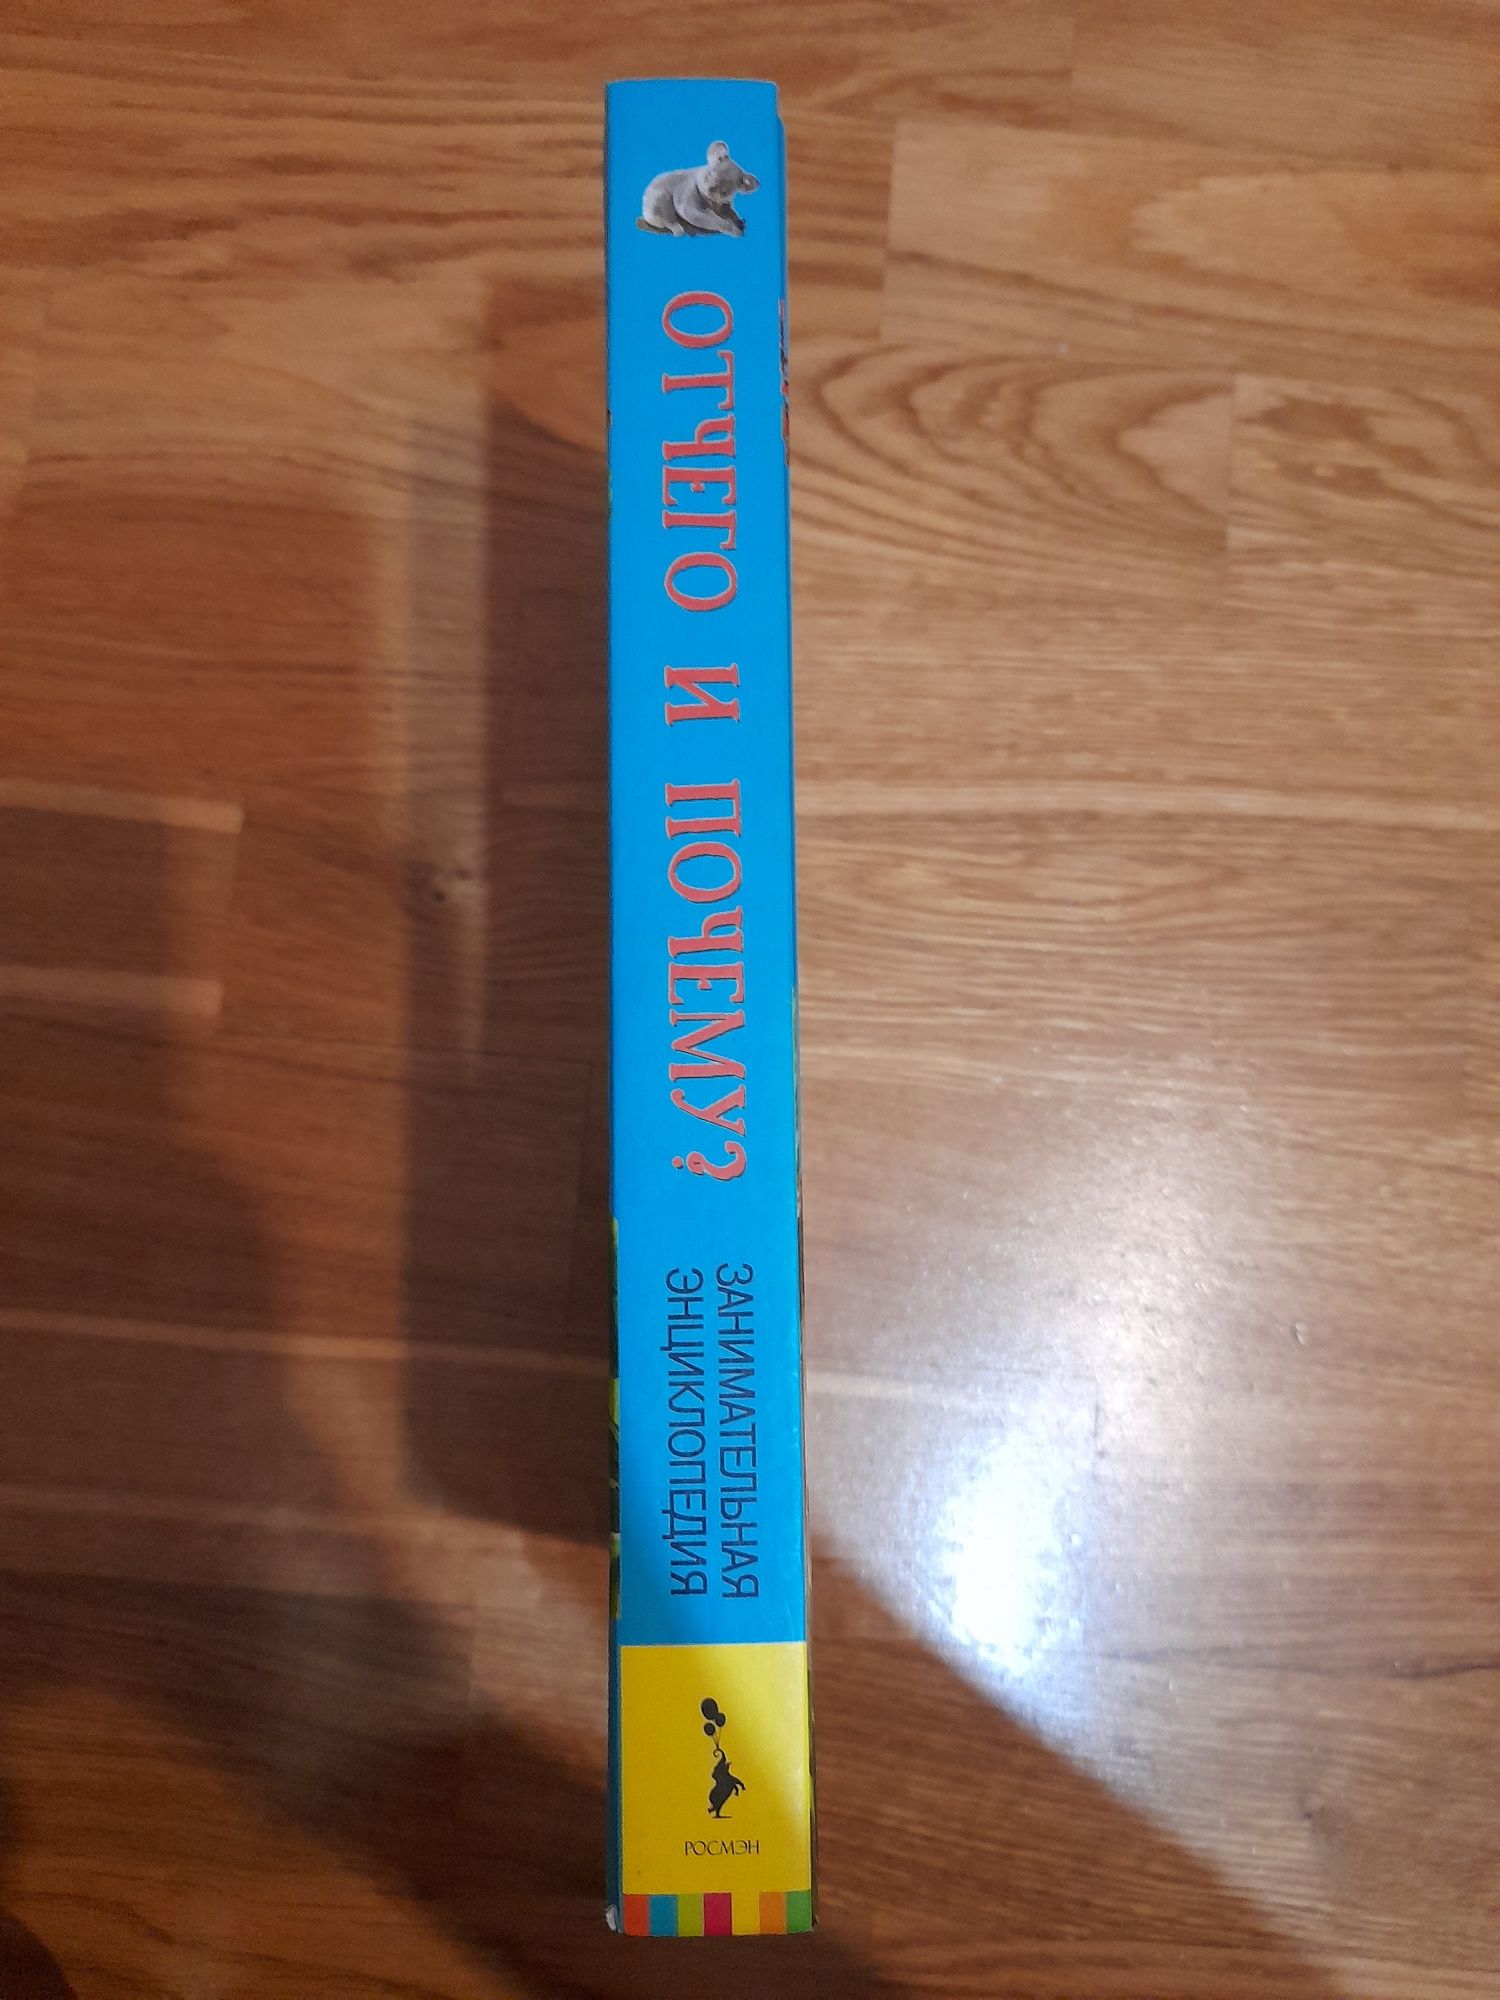 ОТЧЕГО И ПОЧЕМУ?
ЗАНИМАТЕЛЬНАЯ
ЭНЦИКЛОПЕДИЯ
РОСМЭН